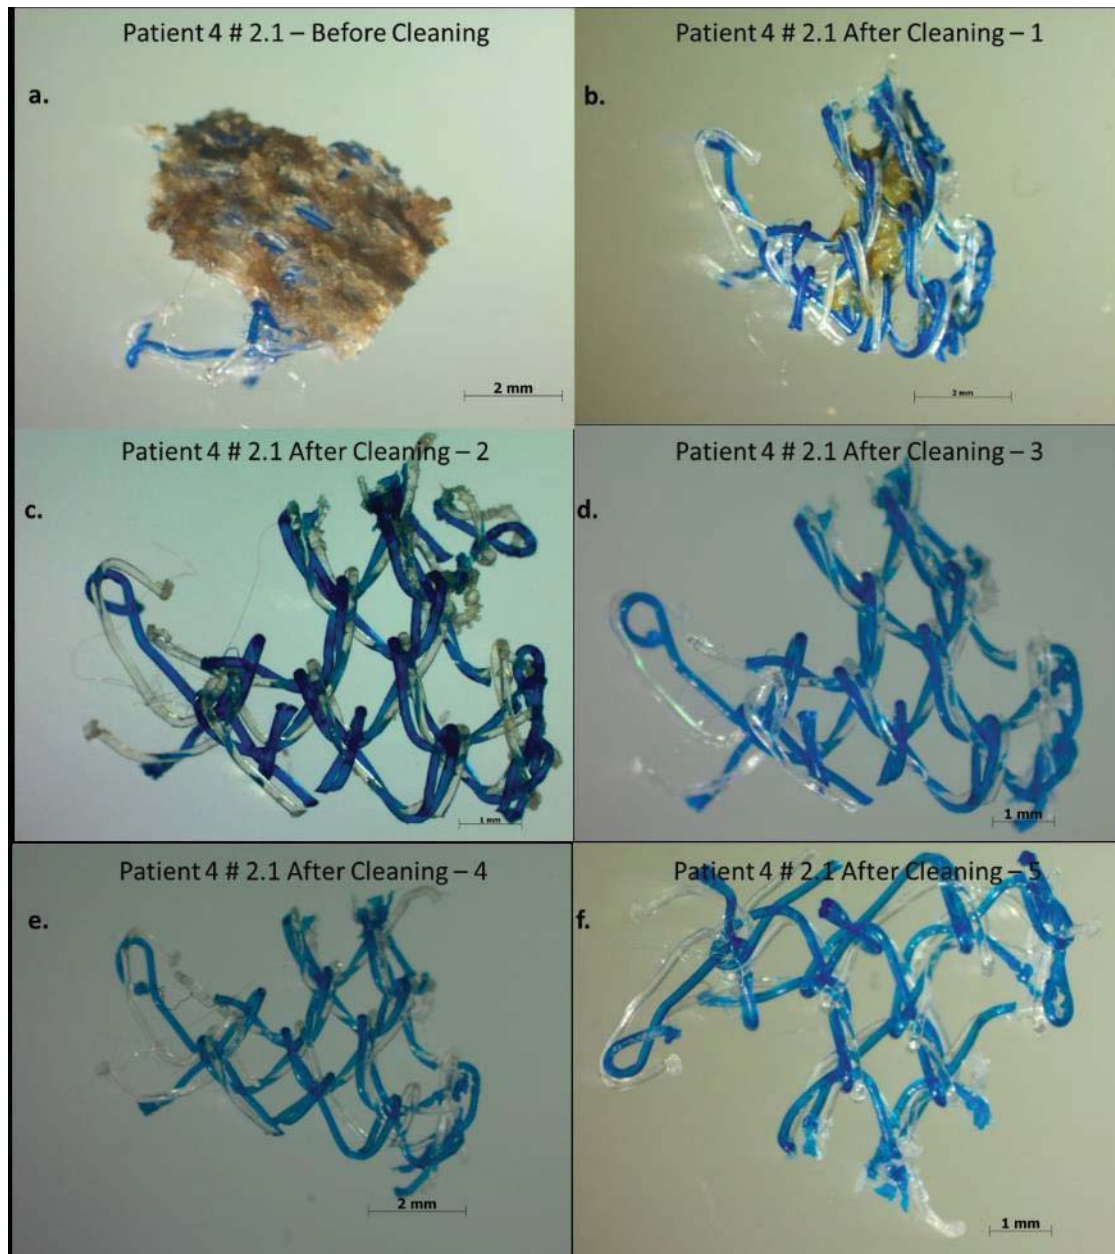 Patient 4 # 2.1 – Before Cleaning
a.
2 mm
Patient 4 # 2.1 After Cleaning – 1
b.
2 mm
Patient 4 # 2.1 After Cleaning – 2
c.
1 mm
Patient 4 # 2.1 After Cleaning – 3
d.
1 mm
Patient 4 # 2.1 After Cleaning – 4
e.
2 mm
Patient 4 # 2.1 After Cleaning – 5
f.
1 mm